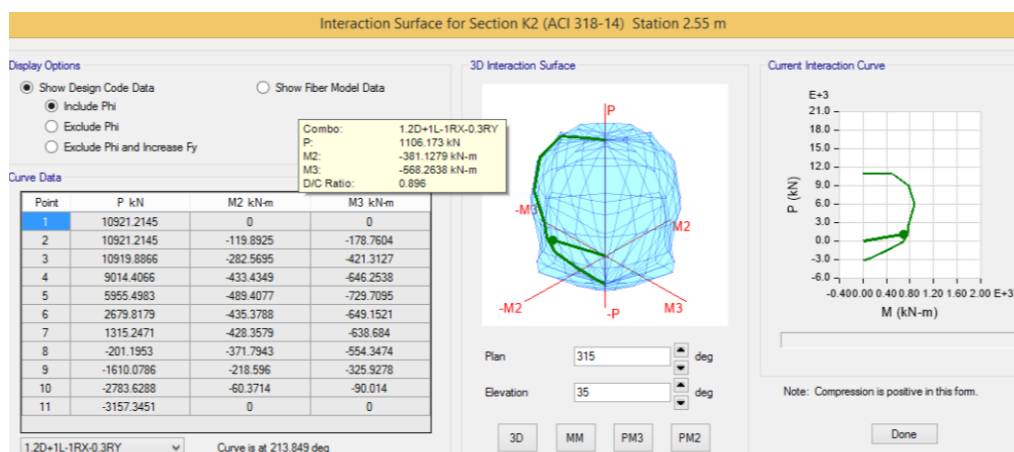 Interaction Surface for Section K2 (ACI 318-14) Station 2.55 m
Display Options
Show Design Code Data
Show Fiber Model Data
Include Phi
Exclude Phi
Exclude Phi and Increase Fy
Combo: 1.2D+1L-1RX-0.3RY
P: 1106.173 kN
M2: -381.1279 kN-m
M3: -568.2638 kN-m
D/C Ratio: 0.896
Curve Data
Point P kN M2 kN-m M3 kN-m
1 10921.2145 0 0
2 10921.2145 -119.8925 -178.7604
3 10919.8866 -282.5695 -421.3127
4 9014.4066 -433.4349 -646.2538
5 5955.4983 -489.4077 -729.7095
6 2679.8179 -435.3788 -649.1521
7 1315.2471 -428.3579 -638.684
8 -201.1953 -371.7943 -554.3474
9 -1610.0786 -218.596 -325.9278
10 -2783.6288 -60.3714 -90.014
11 -3157.3451 0 0
1.2D+1L-1RX-0.3RY
Curve is at 213.849 deg
3D Interaction Surface
P
-M3
M2
-M2
-P
M3
Plan 315 deg
Elevation 35 deg
3D MM PM3 PM2
Current Interaction Curve
E+3
21.0
18.0
15.0
12.0
9.0
6.0
3.0
0.0
-3.0
-6.0
P (kN)
-0.40 0.00 0.40 0.80 1.20 1.60 2.00 E+3
M (kN-m)
Note: Compression is positive in this form.
Done